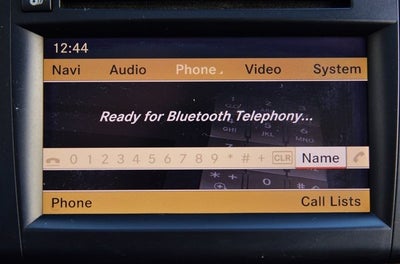 12:44
Navi Audio Phone Video System
Ready for Bluetooth Telephony...
0 1 2 3 4 5 6 7 8 9 * # + CLR Name
Phone Call Lists